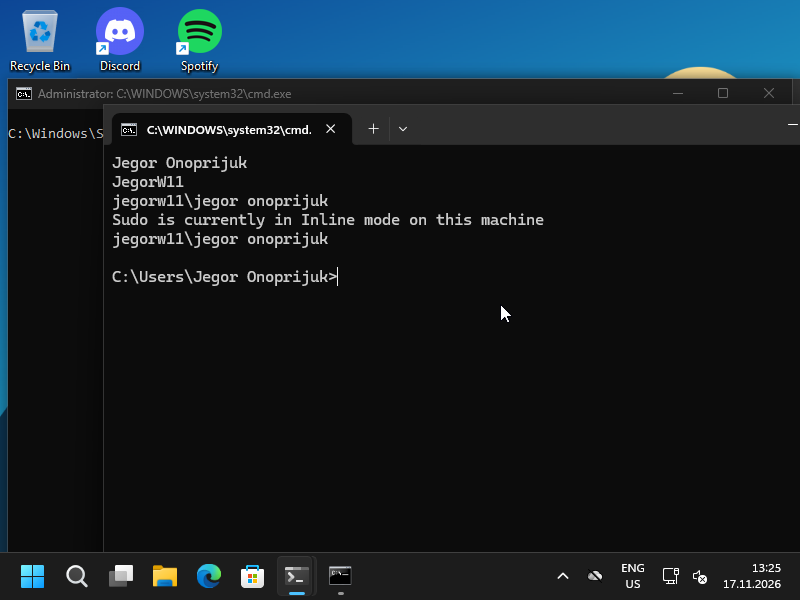 Recycle Bin
Discord
Spotify
Administrator: C:\WINDOWS\system32\cmd.exe
C:\Windows\S
C:\WINDOWS\system32\cmd.
Jegor Onoprijuk
JegorW11
jegorw11\jegor onoprijuk
Sudo is currently in Inline mode on this machine
jegorw11\jegor onoprijuk
C:\Users\Jegor Onoprijuk>
ENG
US
13:25
17.11.2026